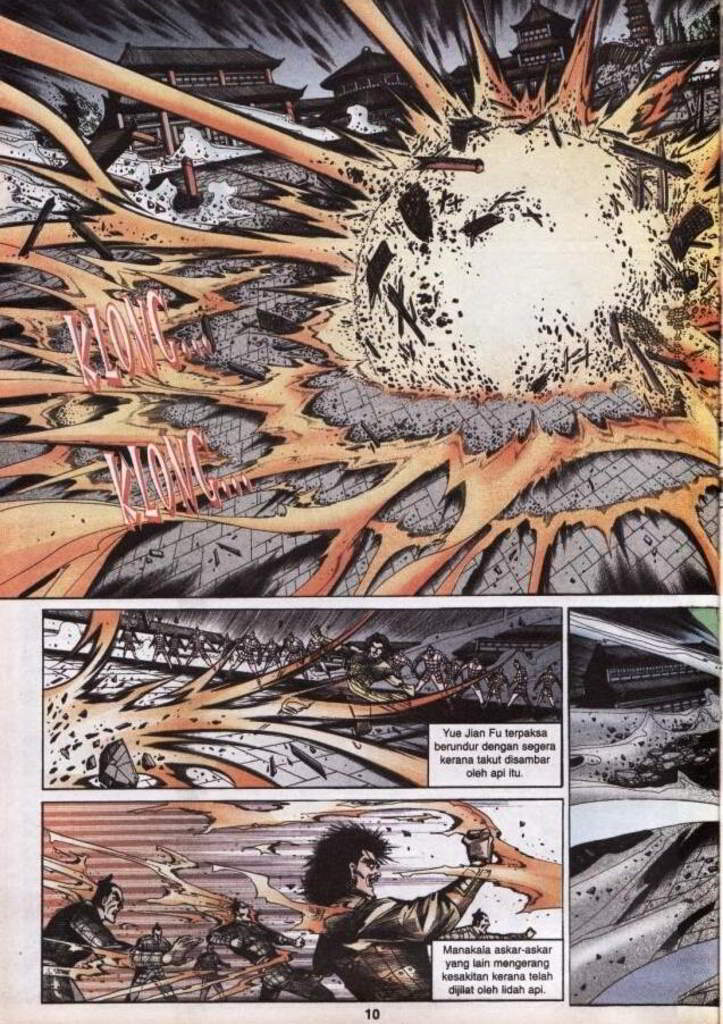 KLONG....
KLONG....
Yue Jian Fu terpaksa
berundur dengan segera
kerana takut disambar
oleh api itu.
Manakala askar-askar
yang lain mengerang
kesakitan kerana telah
dijilat oleh lidah api.
10